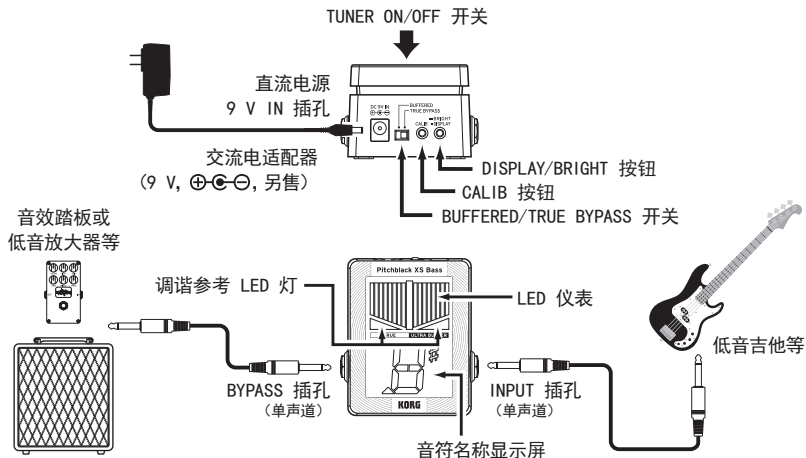 TUNER ON/OFF 开关
直流电源
9 V IN 插孔
DC 9V IN
BUFFERED
TRUE BYPASS
BRIGHT
CALIB
DISPLAY
交流电适配器
(9 V, 另售)
DISPLAY/BRIGHT 按钮
CALIB 按钮
BUFFERED/TRUE BYPASS 开关
音效踏板或
低音放大器等
Pitchblack XS Bass
调谐参考 LED 灯
LED 仪表
低音吉他等
BYPASS 插孔
(单声道)
INPUT 插孔
(单声道)
KORG
音符名称显示屏